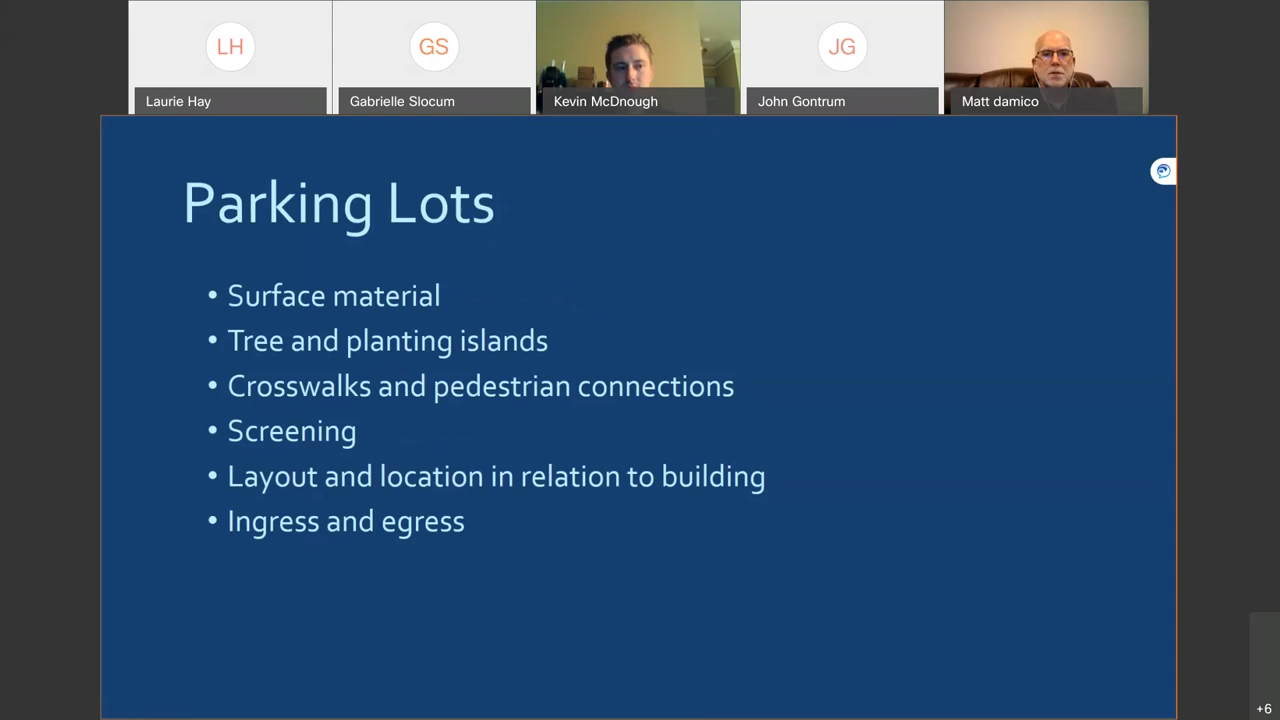 LH
GS
JG
Laurie Hay
Gabrielle Slocum
Kevin McDnough
John Gontrum
Matt damico
Parking Lots
• Surface material
• Tree and planting islands
• Crosswalks and pedestrian connections
• Screening
• Layout and location in relation to building
• Ingress and egress
+6